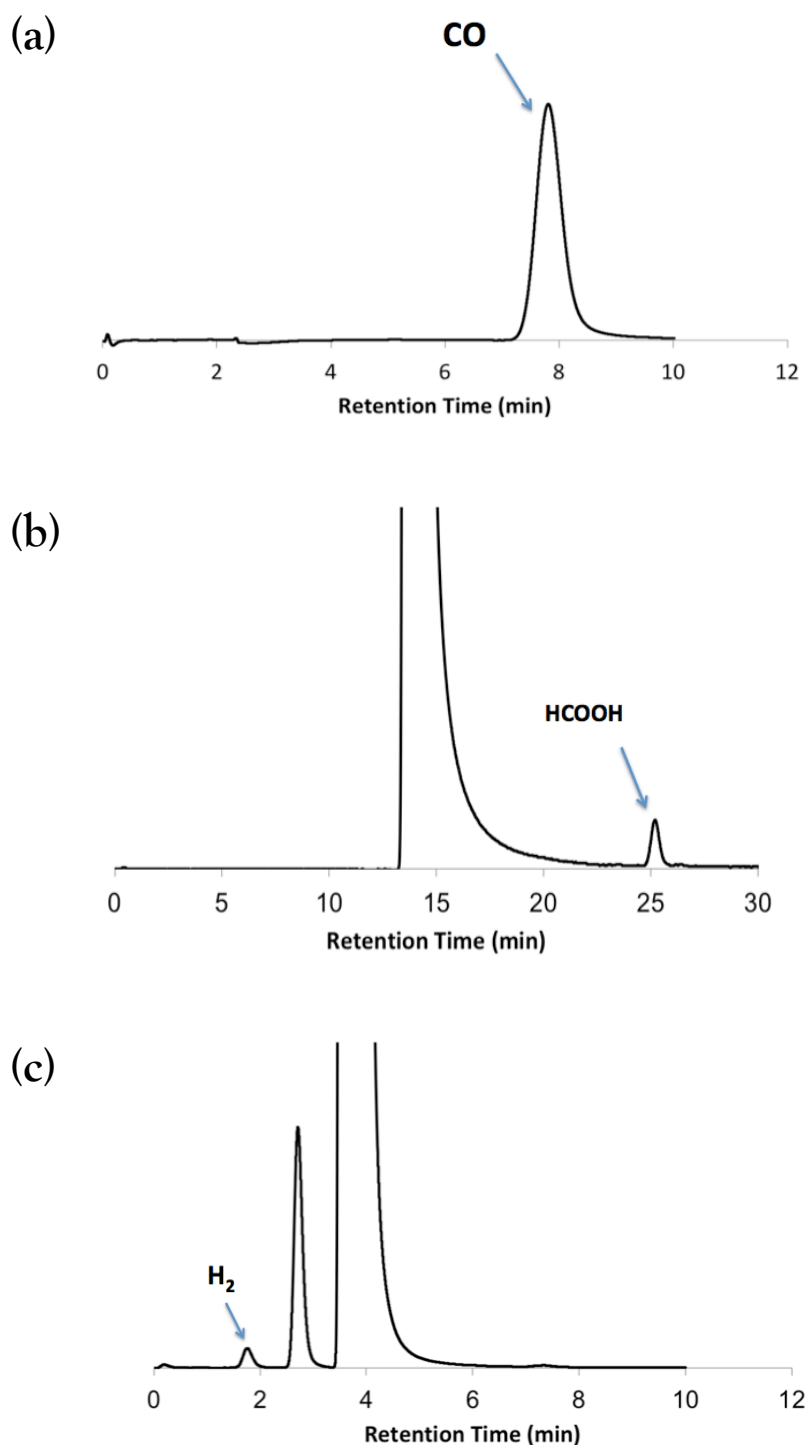 (a)
CO
0 2 4 6 8 10 12
Retention Time (min)
(b)
HCOOH
0 5 10 15 20 25 30
Retention Time (min)
(c)
H₂
0 2 4 6 8 10 12
Retention Time (min)